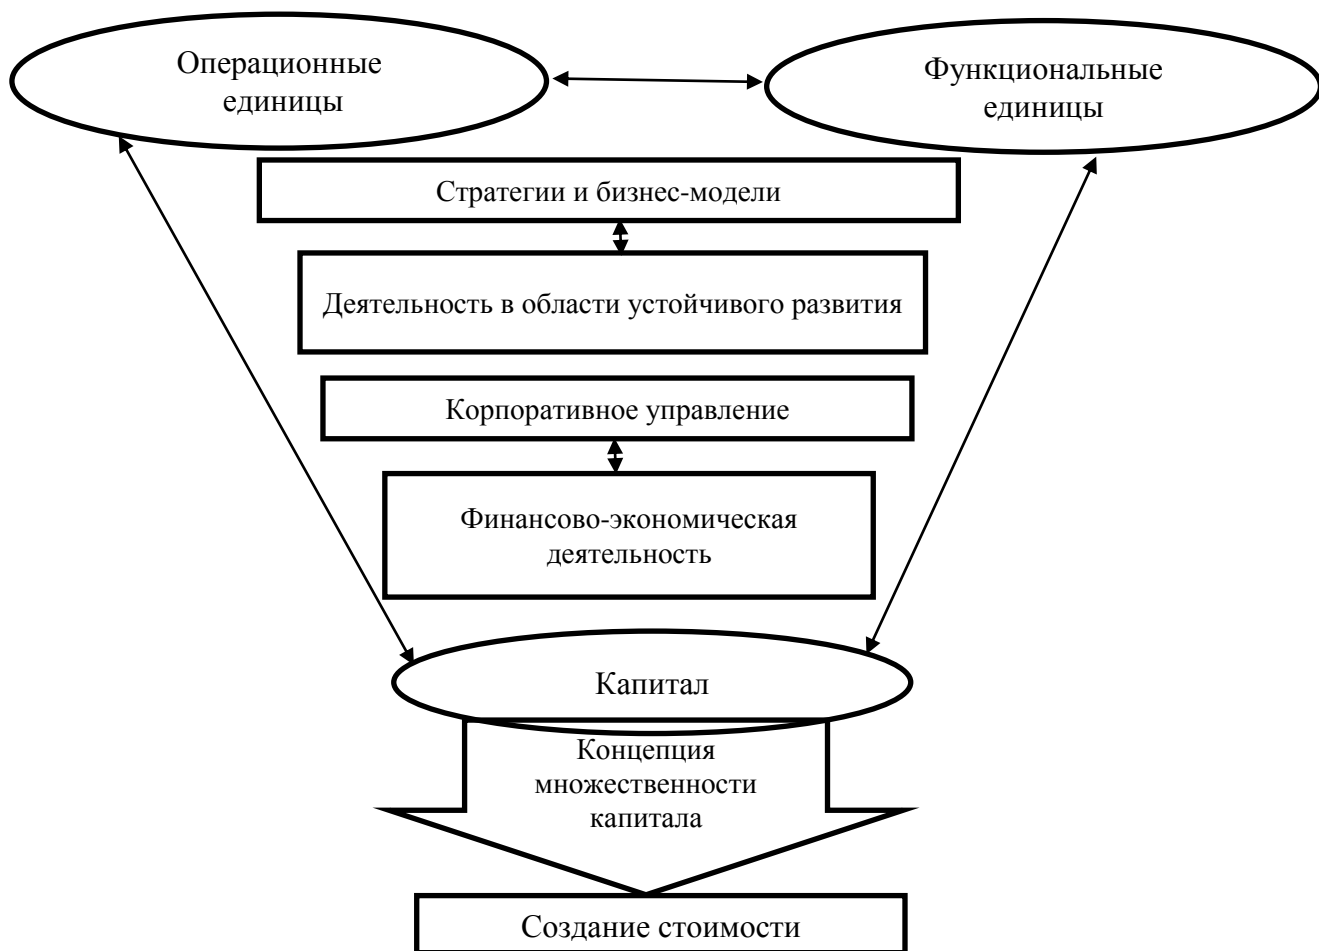 Операционные
единицы
Функциональные
единицы
Стратегии и бизнес-модели
Деятельность в области устойчивого развития
Корпоративное управление
Финансово-экономическая
деятельность
Капитал
Концепция
множественности
капитала
Создание стоимости